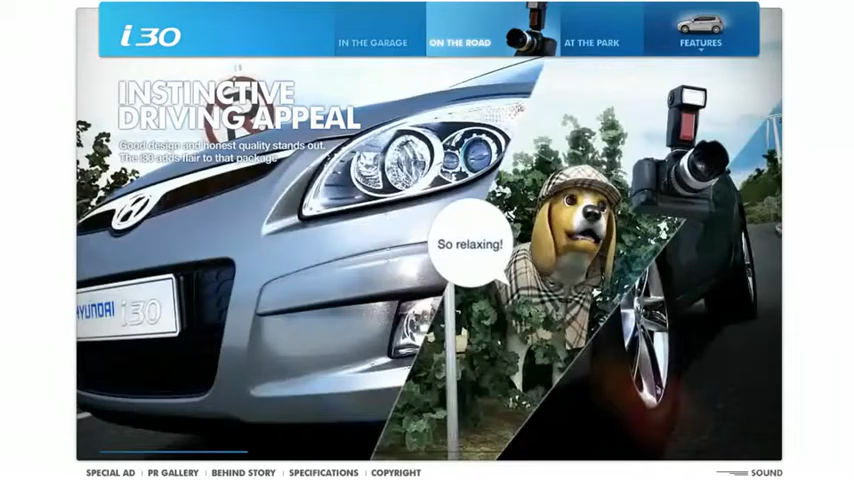 i30
IN THE GARAGE
ON THE ROAD
AT THE PARK
FEATURES
INSTINCTIVE
DRIVING APPEAL
Good design and honest quality stands out.
The i30 adds flair to that package
So relaxing!
HYUNDAI i30
SPECIAL AD
PR GALLERY
BEHIND STORY
SPECIFICATIONS
COPYRIGHT
SOUND